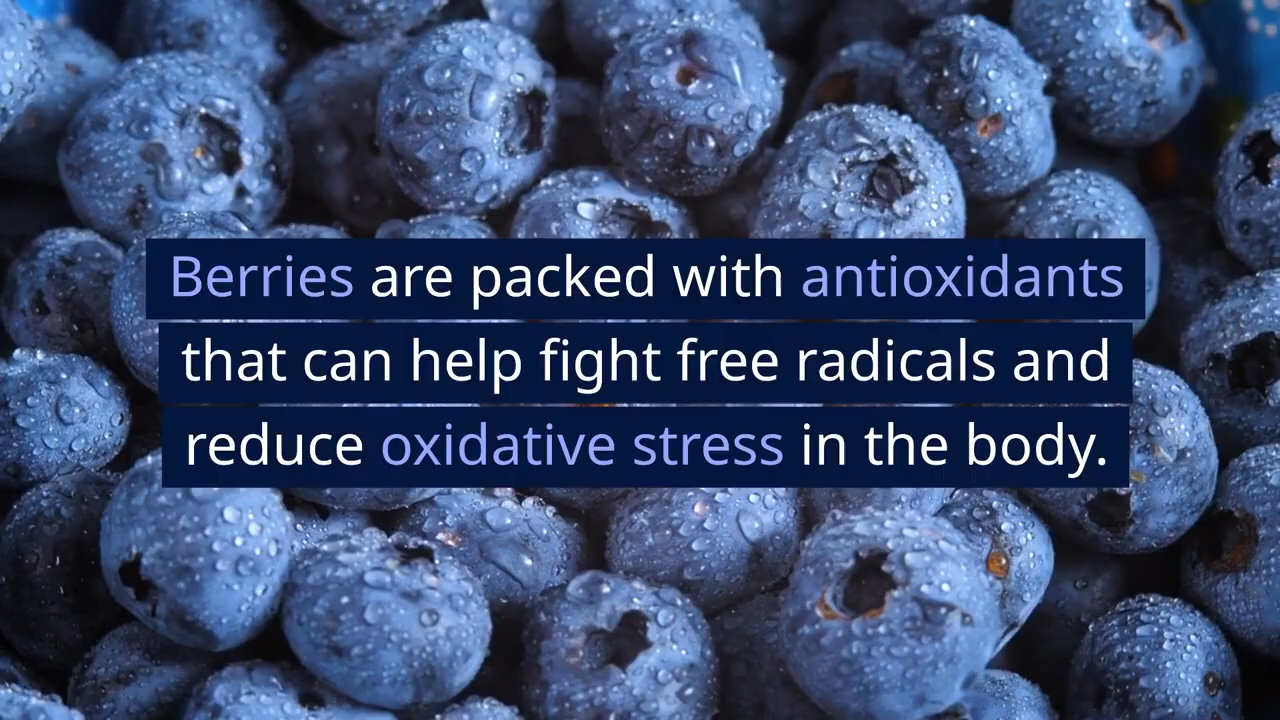 Berries are packed with antioxidants
that can help fight free radicals and
reduce oxidative stress in the body.